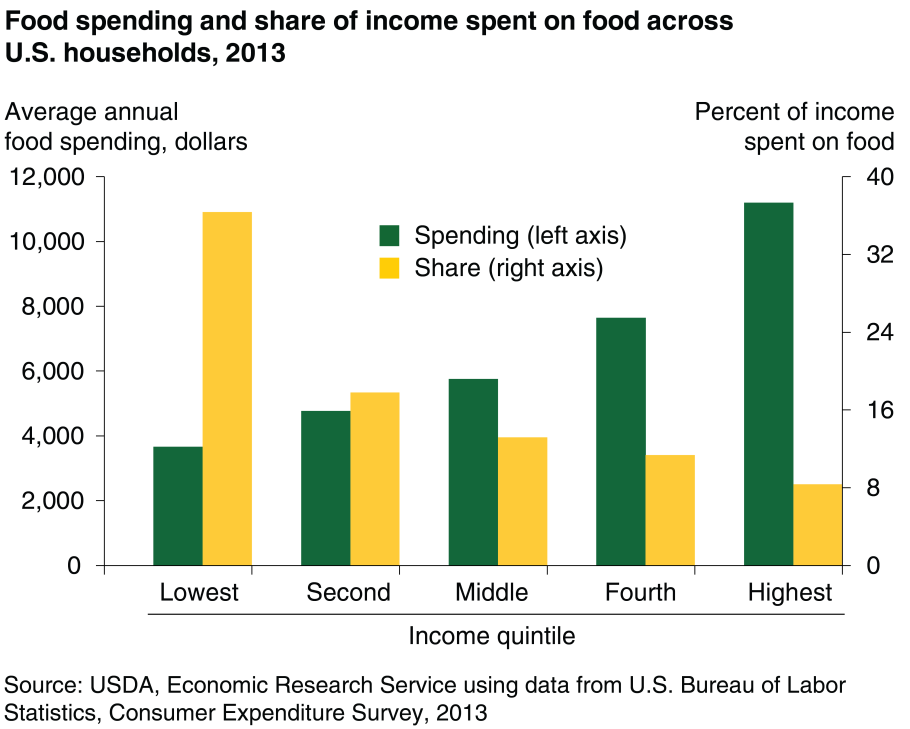 Food spending and share of income spent on food across
U.S. households, 2013
Average annual
food spending, dollars
Percent of income
spent on food
12,000
10,000
8,000
6,000
4,000
2,000
0
40
32
24
16
8
0
Spending (left axis)
Share (right axis)
Lowest
Second
Middle
Fourth
Highest
Income quintile
Source: USDA, Economic Research Service using data from U.S. Bureau of Labor
Statistics, Consumer Expenditure Survey, 2013